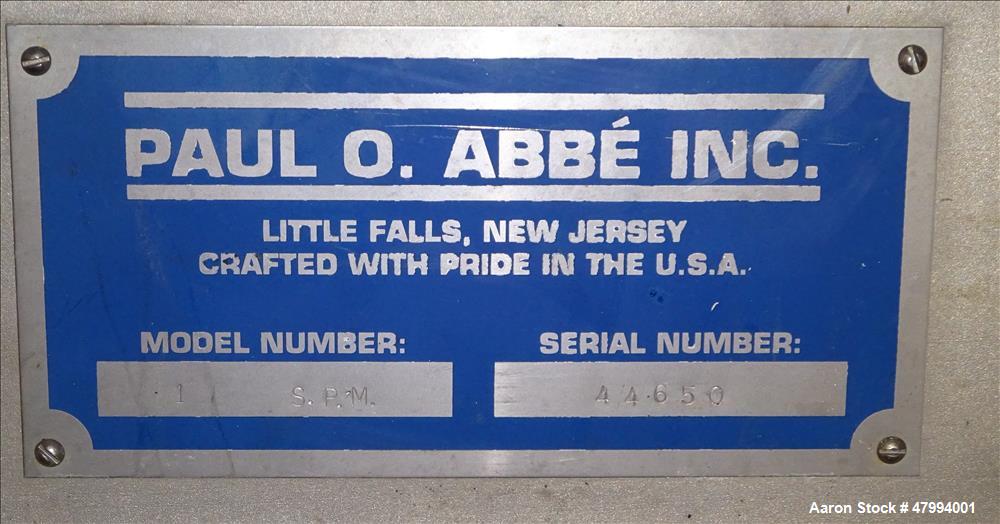 PAUL O. ABBÉ INC.
LITTLE FALLS, NEW JERSEY
CRAFTED WITH PRIDE IN THE U.S.A.
MODEL NUMBER: SERIAL NUMBER:
1 S.P.M. 44650
Aaron Stock # 47994001